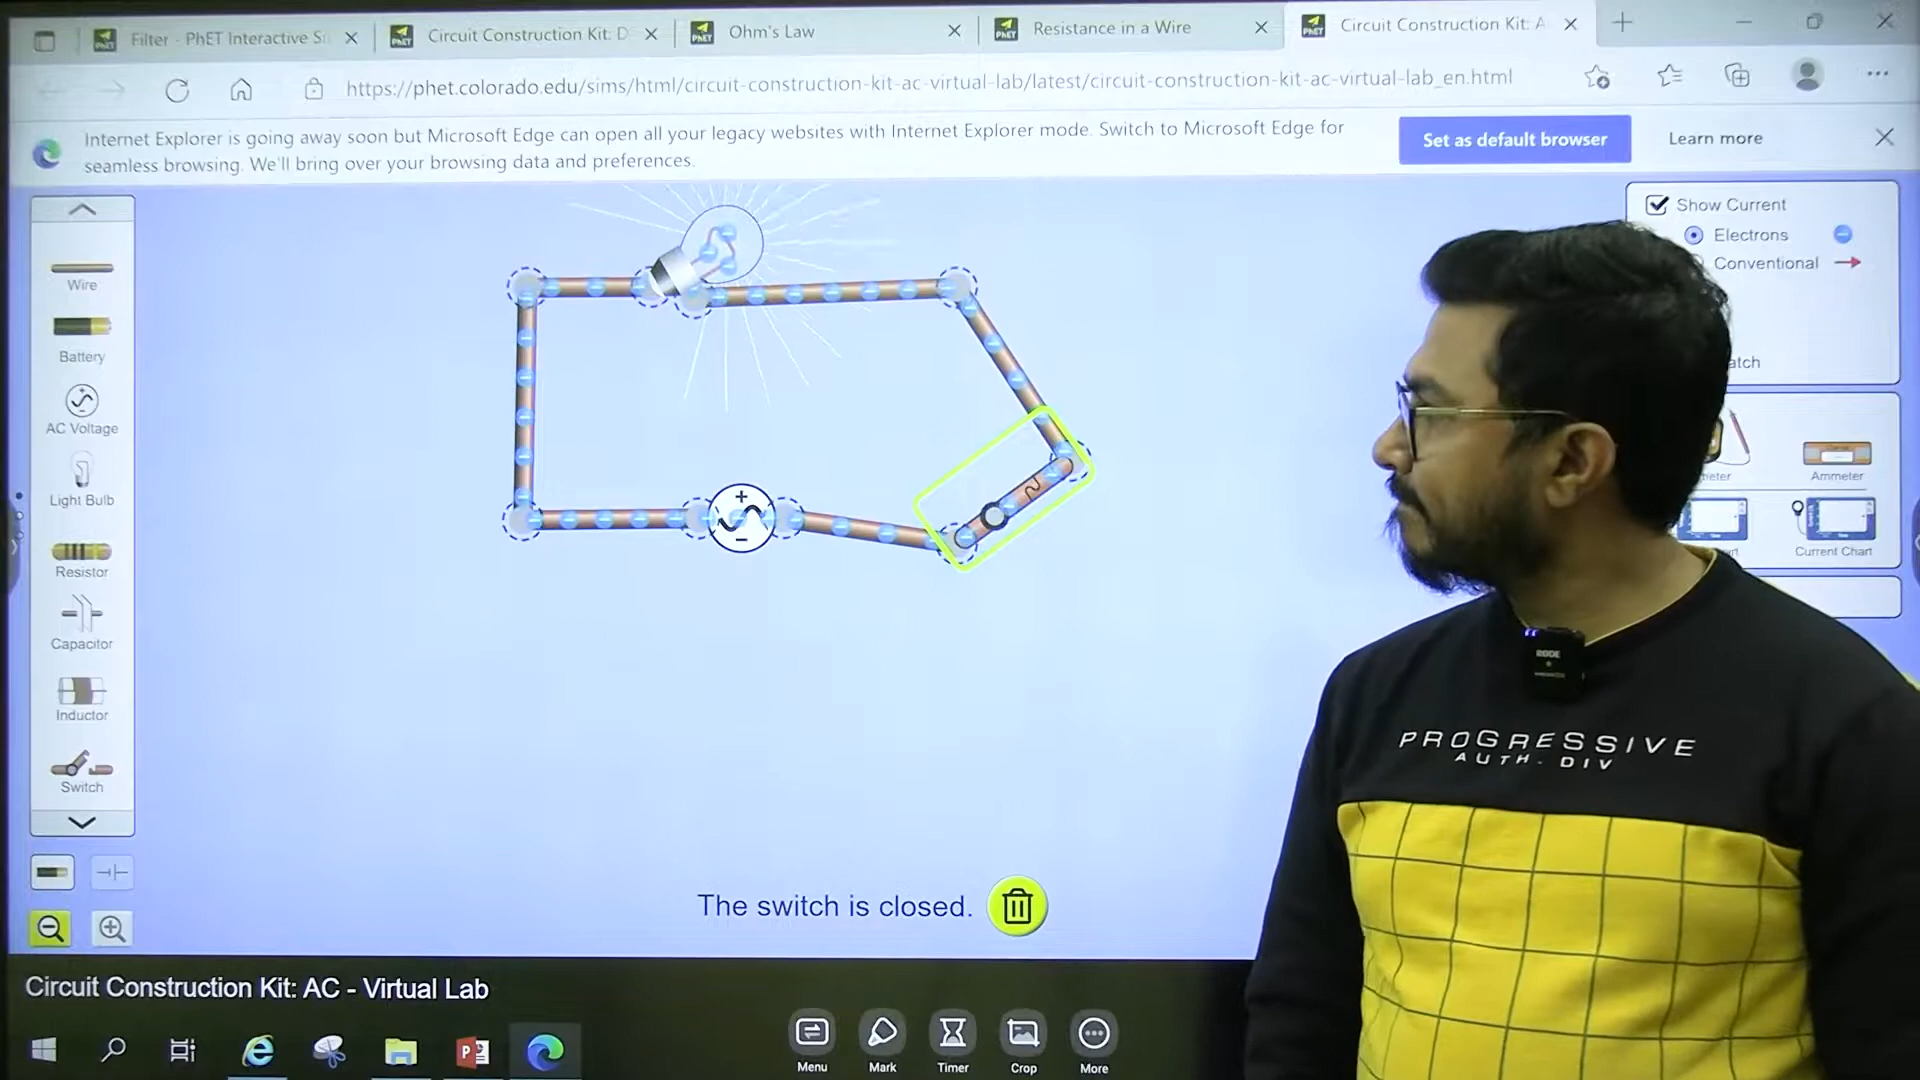 Filter - PhET Interactive Si
Circuit Construction Kit: D
Ohm's Law
Resistance in a Wire
Circuit Construction Kit: A
https://phet.colorado.edu/sims/html/circuit-construction-kit-ac-virtual-lab/latest/circuit-construction-kit-ac-virtual-lab_en.html
Internet Explorer is going away soon but Microsoft Edge can open all your legacy websites with Internet Explorer mode. Switch to Microsoft Edge for
seamless browsing. We'll bring over your browsing data and preferences.
Set as default browser
Learn more
Wire
Battery
AC Voltage
Light Bulb
Resistor
Capacitor
Inductor
Switch
Show Current
Electrons
Conventional
atch
Ammeter
Current Chart
The switch is closed.
Circuit Construction Kit: AC - Virtual Lab
Menu
Mark
Timer
Crop
More
RODE
PROGRESSIVE
AUTH. DIV